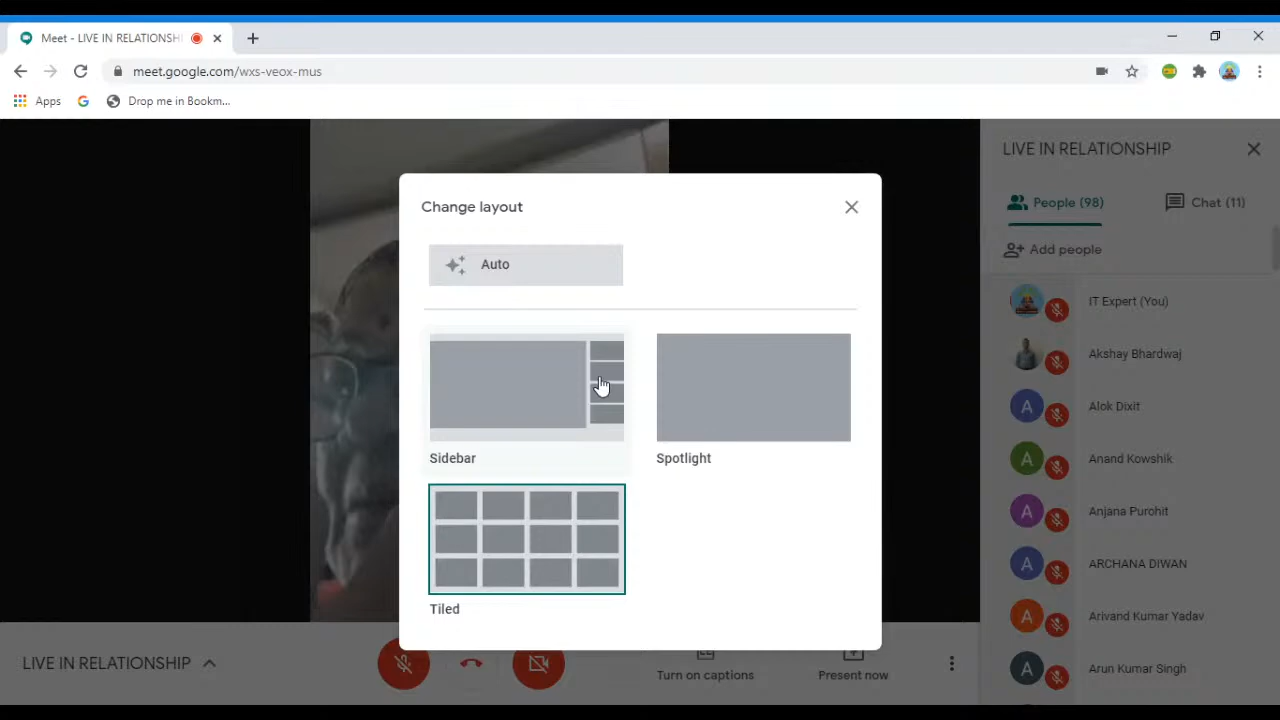 Meet - LIVE IN RELATIONSH
meet.google.com/wxs-veox-mus
Apps
Drop me in Bookm...
LIVE IN RELATIONSHIP
People (98)
Chat (11)
Add people
Change layout
Auto
Sidebar
Spotlight
Tiled
IT Expert (You)
Akshay Bhardwaj
A
Alok Dixit
A
Anand Kowshik
A
Anjana Purohit
A
ARCHANA DIWAN
A
Arivand Kumar Yadav
A
Arun Kumar Singh
LIVE IN RELATIONSHIP
Turn on captions
Present now